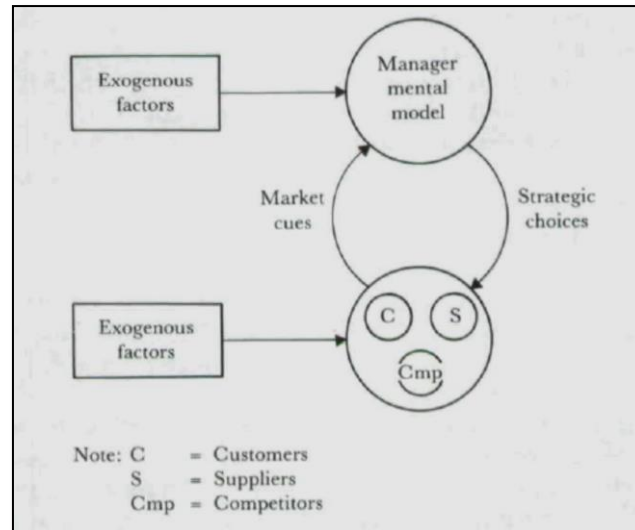 Exogenous
factors
Manager
mental
model
Market
cues
Strategic
choices
Exogenous
factors
C
S
Cmp
Note: C = Customers
S = Suppliers
Cmp = Competitors